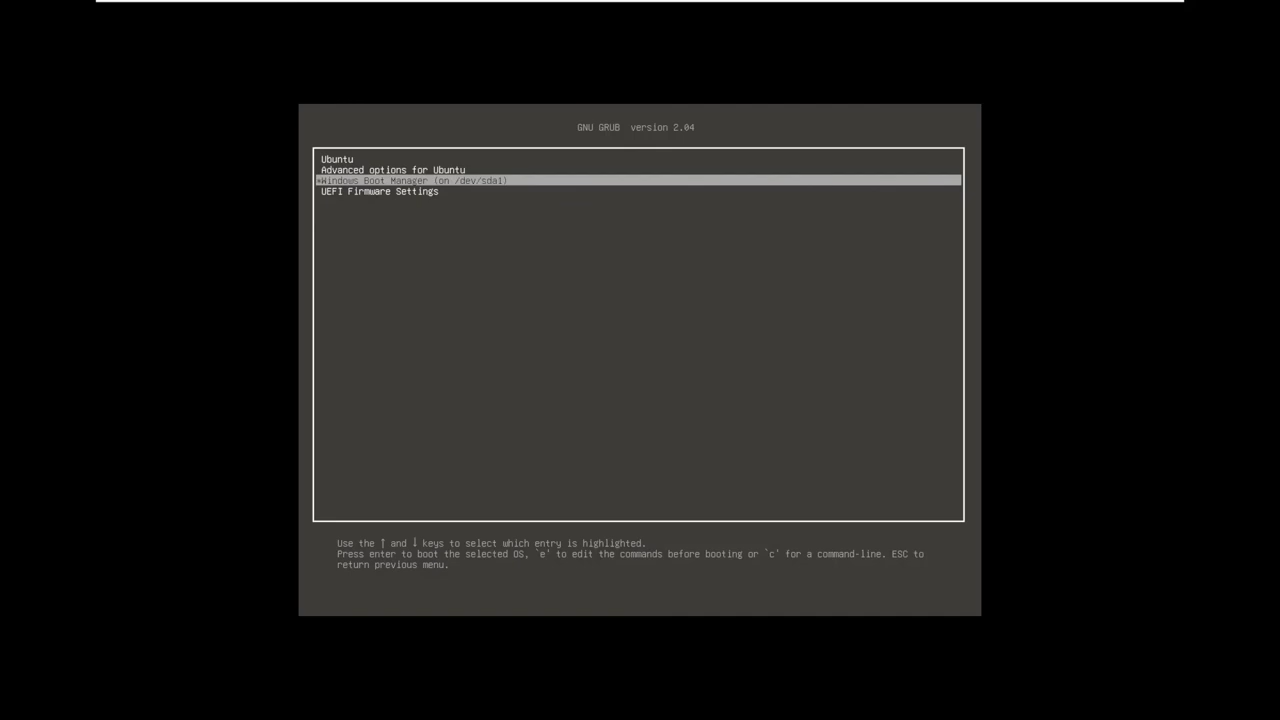 GNU GRUB  version 2.04
Ubuntu
Advanced options for Ubuntu
*Windows Boot Manager (on /dev/sda1)
UEFI Firmware Settings
Use the ↑ and ↓ keys to select which entry is highlighted.
Press enter to boot the selected OS, `e' to edit the commands before booting or `c' for a command-line. ESC to
return previous menu.